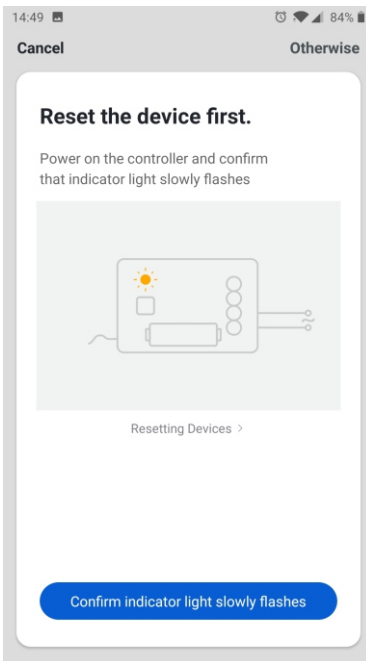 14:49 84%
Cancel Otherwise
Reset the device first.
Power on the controller and confirm
that indicator light slowly flashes
Resetting Devices >
Confirm indicator light slowly flashes